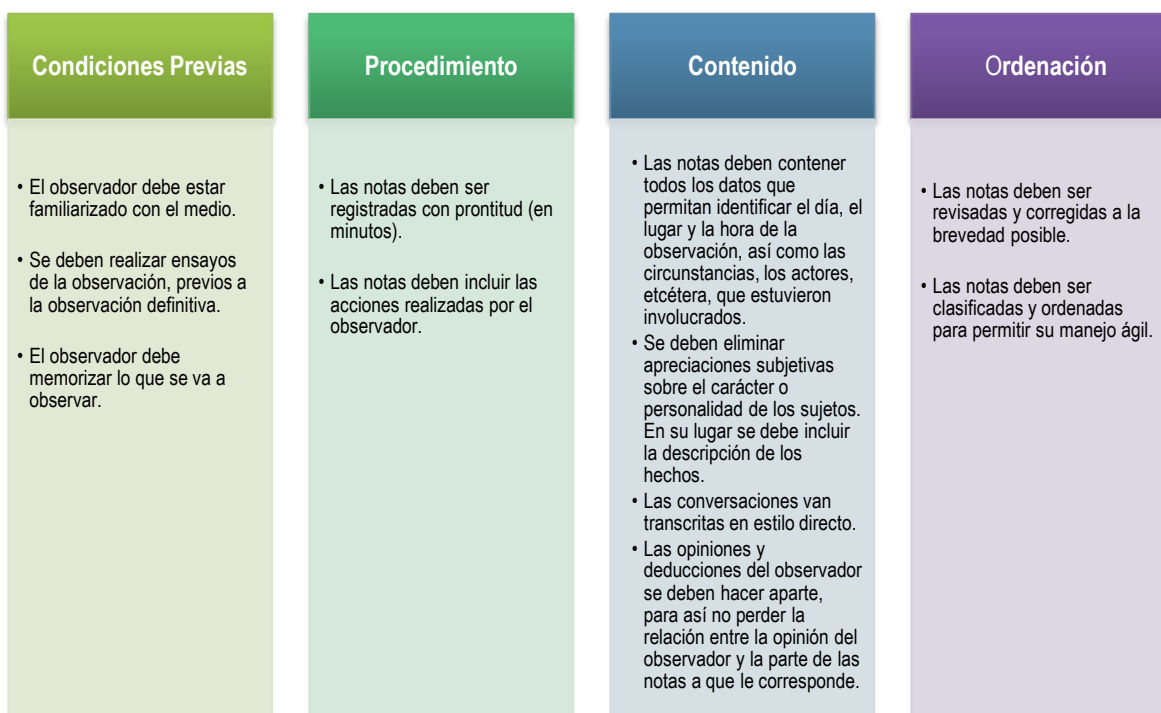 Condiciones Previas
• El observador debe estar
familiarizado con el medio.
• Se deben realizar ensayos
de la observación, previos a
la observación definitiva.
• El observador debe
memorizar lo que se va a
observar.
Procedimiento
• Las notas deben ser
registradas con prontitud (en
minutos).
• Las notas deben incluir las
acciones realizadas por el
observador.
Contenido
• Las notas deben contener
todos los datos que
permitan identificar el día, el
lugar y la hora de la
observación, así como las
circunstancias, los actores,
etcétera, que estuvieron
involucrados.
• Se deben eliminar
apreciaciones subjetivas
sobre el carácter o
personalidad de los sujetos.
En su lugar se debe incluir
la descripción de los
hechos.
• Las conversaciones van
transcritas en estilo directo.
• Las opiniones y
deducciones del observador
se deben hacer aparte,
para así no perder la
relación entre la opinión del
observador y la parte de las
notas a que le corresponde.
Ordenación
• Las notas deben ser
revisadas y corregidas a la
brevedad posible.
• Las notas deben ser
clasificadas y ordenadas
para permitir su manejo ágil.